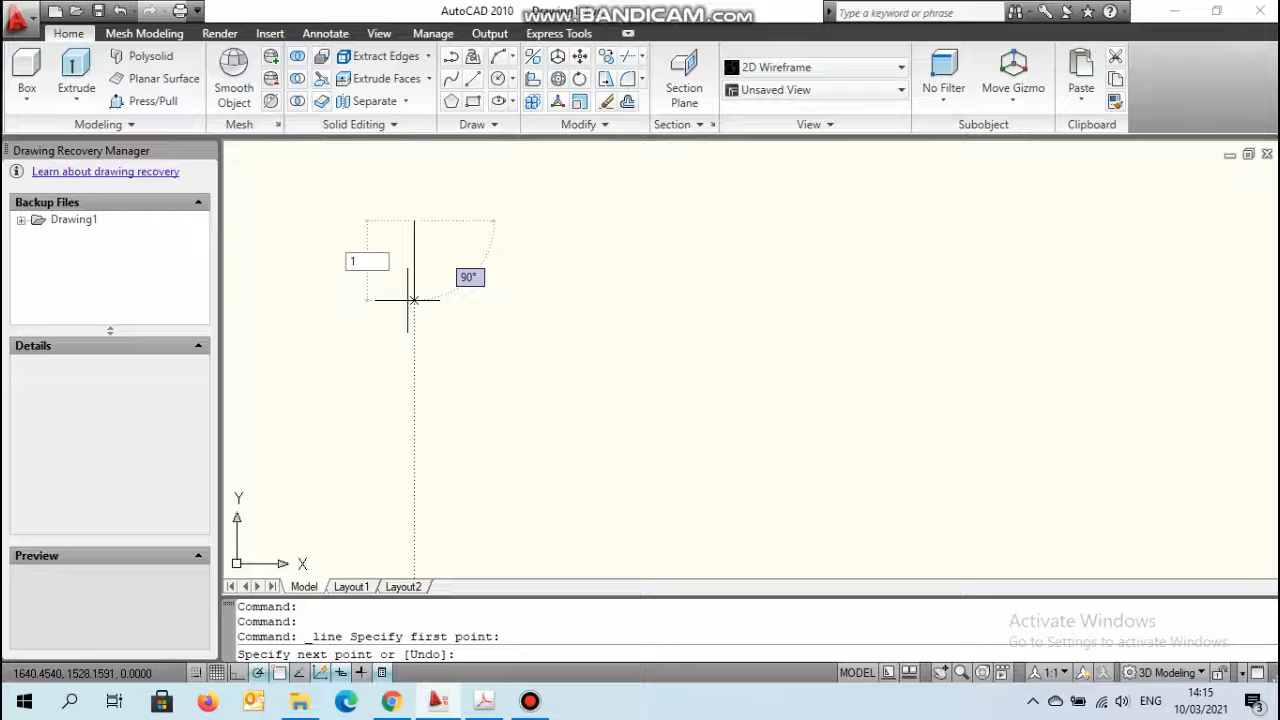 AutoCAD 2010 Drawing1
www.BANDICAM.com
Type a keyword or phrase
Home Mesh Modeling Render Insert Annotate View Manage Output Express Tools
Box
Extrude
Polysolid
Planar Surface
Press/Pull
Smooth
Object
Extract Edges
Extrude Faces
Separate
Section
Plane
2D Wireframe
Unsaved View
No Filter
Move Gizmo
Paste
Modeling Mesh Solid Editing Draw Modify Section View Subobject Clipboard
Drawing Recovery Manager
Learn about drawing recovery
Backup Files
Drawing1
Details
Preview
1
90°
Y
X
Model Layout1 Layout2
Command:
Command:
Command: _line Specify first point:
Specify next point or [Undo]:
Activate Windows
Go to Settings to activate Windows.
1640.4540, 1528.1591, 0.0000
MODEL
1:1
3D Modeling
ENG
14:15
10/03/2021
3